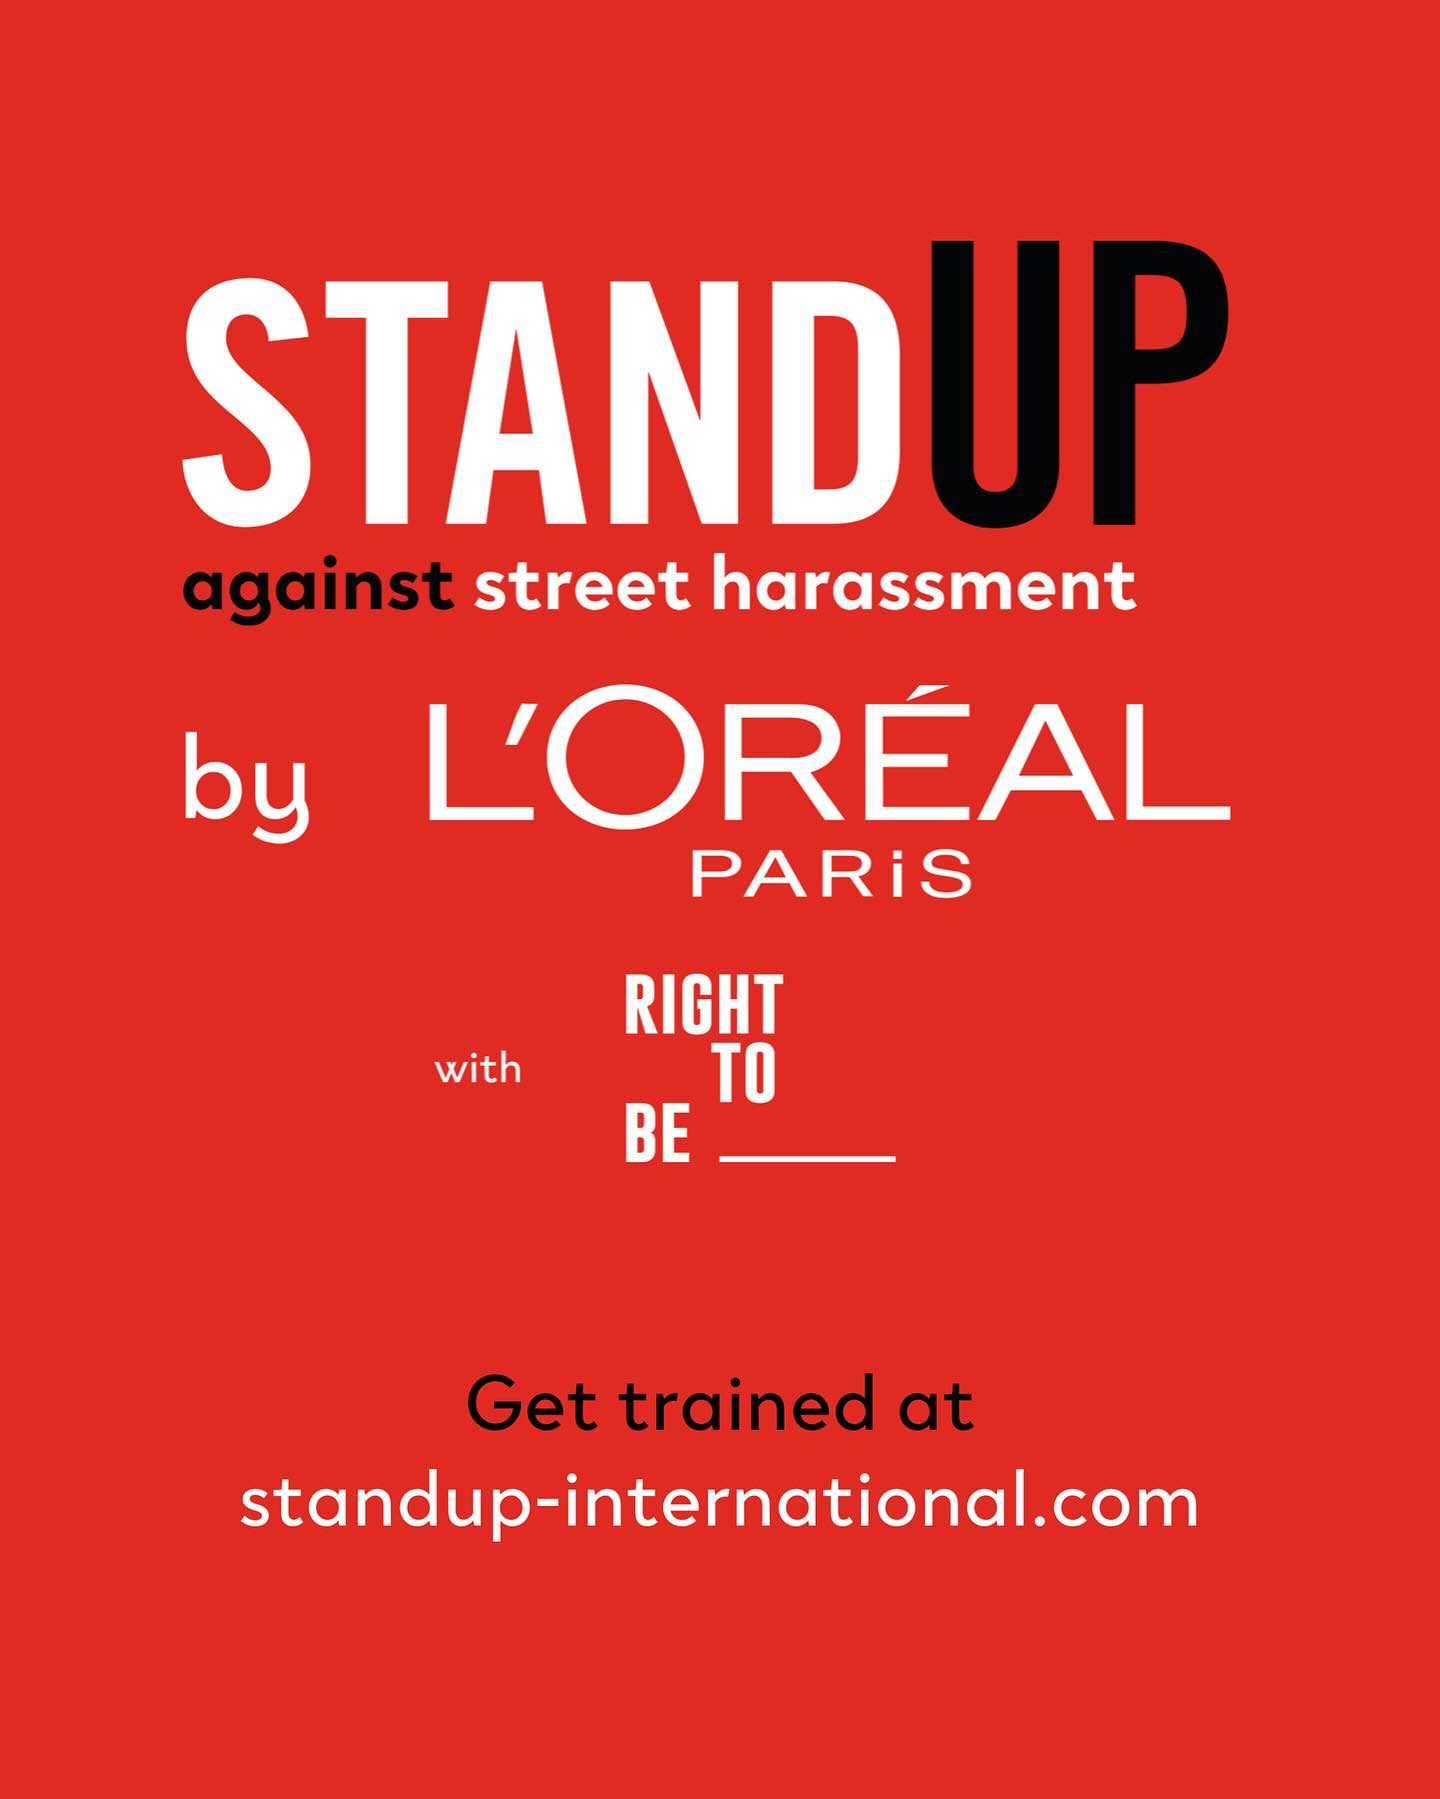 STANDUP
against street harassment
by L'ORÉAL
PARiS
with RIGHT
TO
BE ____
Get trained at
standup-international.com